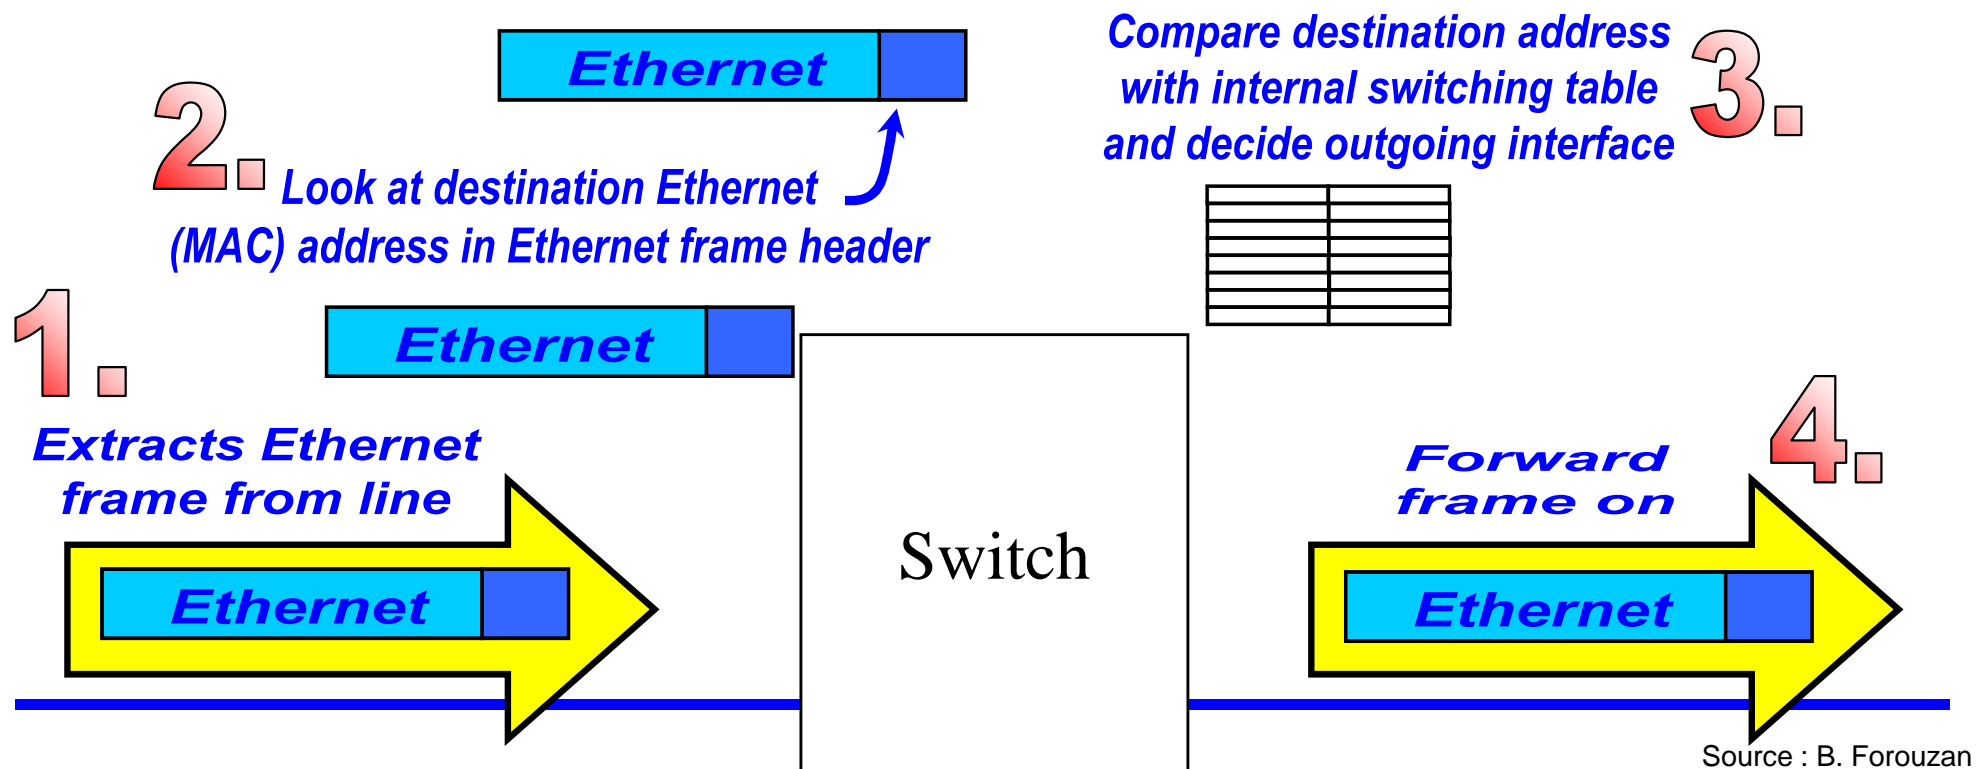 1.
Extracts Ethernet
frame from line
Ethernet
Ethernet
2.
Ethernet
Look at destination Ethernet
(MAC) address in Ethernet frame header
Switch
3.
Compare destination address
with internal switching table
and decide outgoing interface
4.
Forward
frame on
Ethernet
Source : B. Forouzan